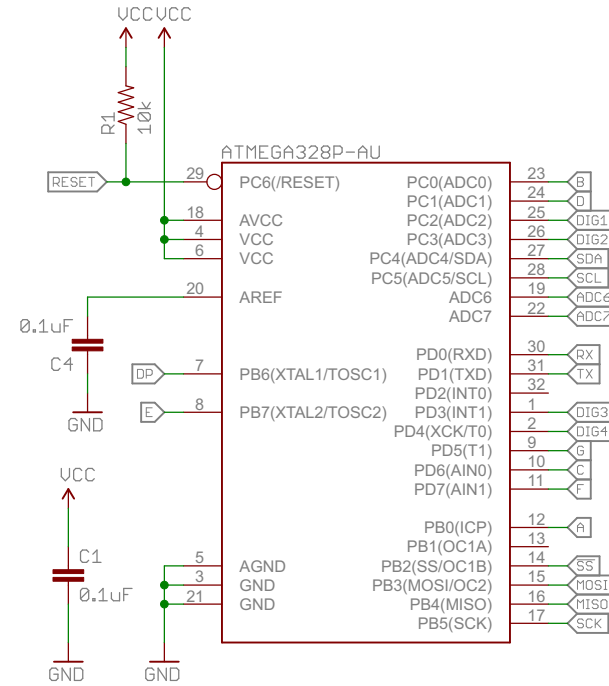 VCC VCC
R1
10k
ATMEGA328P-AU
RESET 29 PC6(/RESET) PC0(ADC0) 23 B
PC1(ADC1) 24 D
18 AVCC PC2(ADC2) 25 DIG1
4 VCC PC3(ADC3) 26 DIG2
6 VCC PC4(ADC4/SDA) 27 SDA
PC5(ADC5/SCL) 28 SCL
20 AREF ADC6 19 ADC6
ADC7 22 ADC7
0.1uF
C4
PD0(RXD) 30 RX
DP 7 PB6(XTAL1/TOSC1) PD1(TXD) 31 TX
PD2(INT0) 32
E 8 PB7(XTAL2/TOSC2) PD3(INT1) 1 DIG3
GND PD4(XCK/T0) 2 DIG4
PD5(T1) 9 G
VCC PD6(AIN0) 10 C
PD7(AIN1) 11 F
PB0(ICP) 12 A
PB1(OC1A) 13
C1
5 AGND PB2(SS/OC1B) 14 SS
0.1uF 3 GND PB3(MOSI/OC2) 15 MOSI
21 GND PB4(MISO) 16 MISO
PB5(SCK) 17 SCK
GND GND